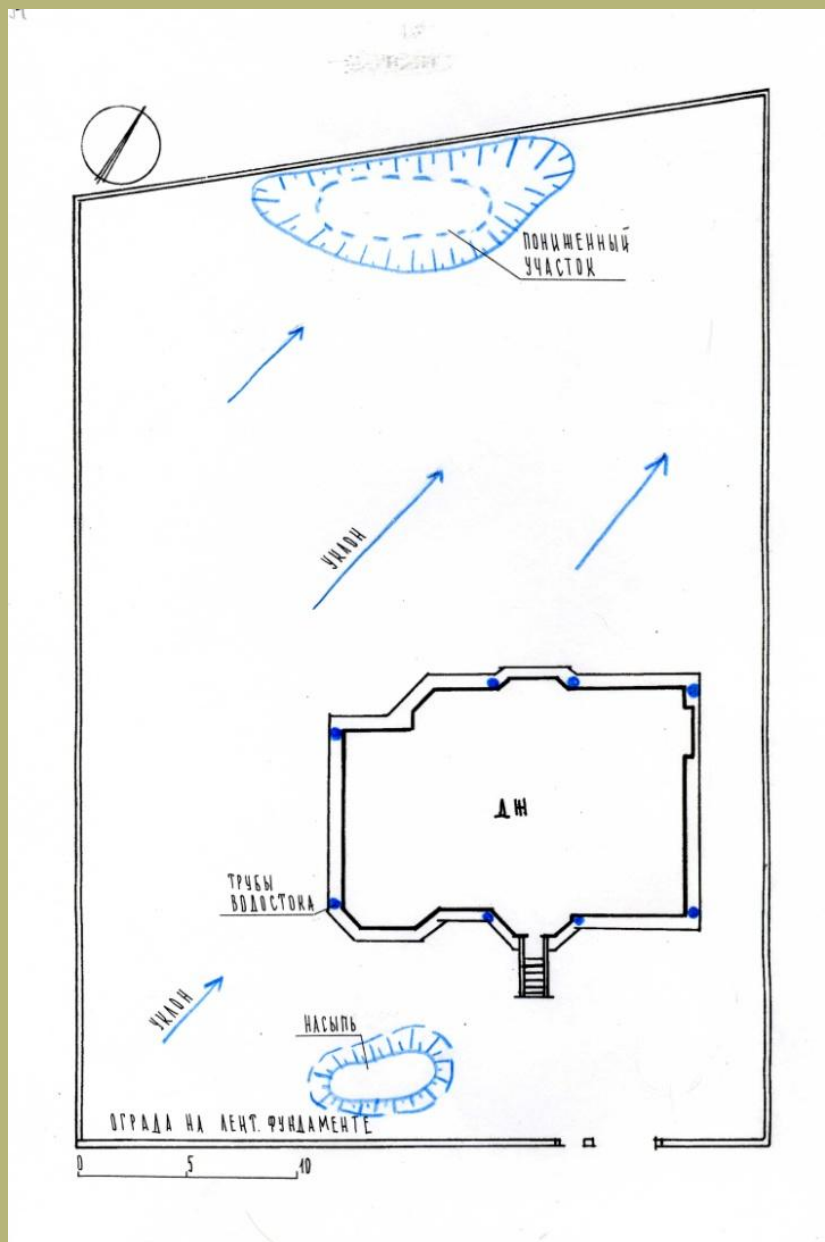 ПОНИЖЕННЫЙ
УЧАСТОК
УКЛОН
ДЖ
ТРУБЫ
ВОДОСТОКА
УКЛОН
НАСЫПЬ
ОГРАДА НА ЛЕНТ. ФУНДАМЕНТЕ
0 5 10